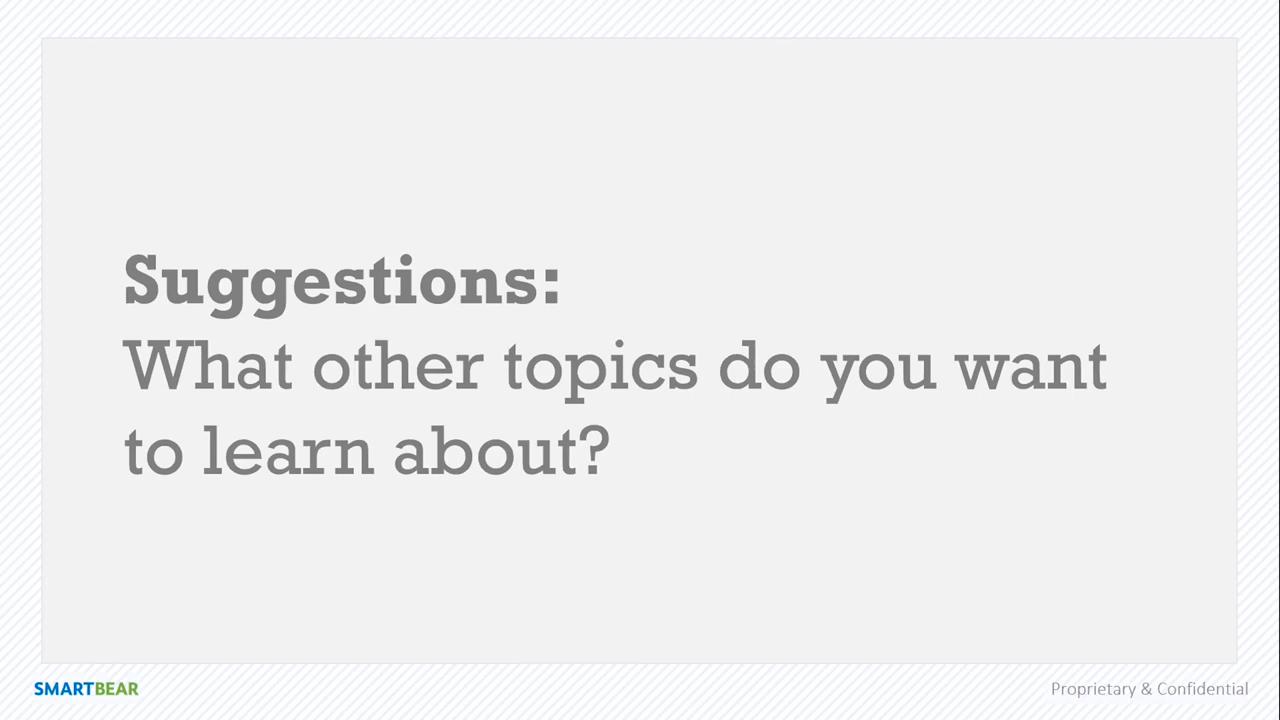 Suggestions:
What other topics do you want
to learn about?
SMARTBEAR
Proprietary & Confidential